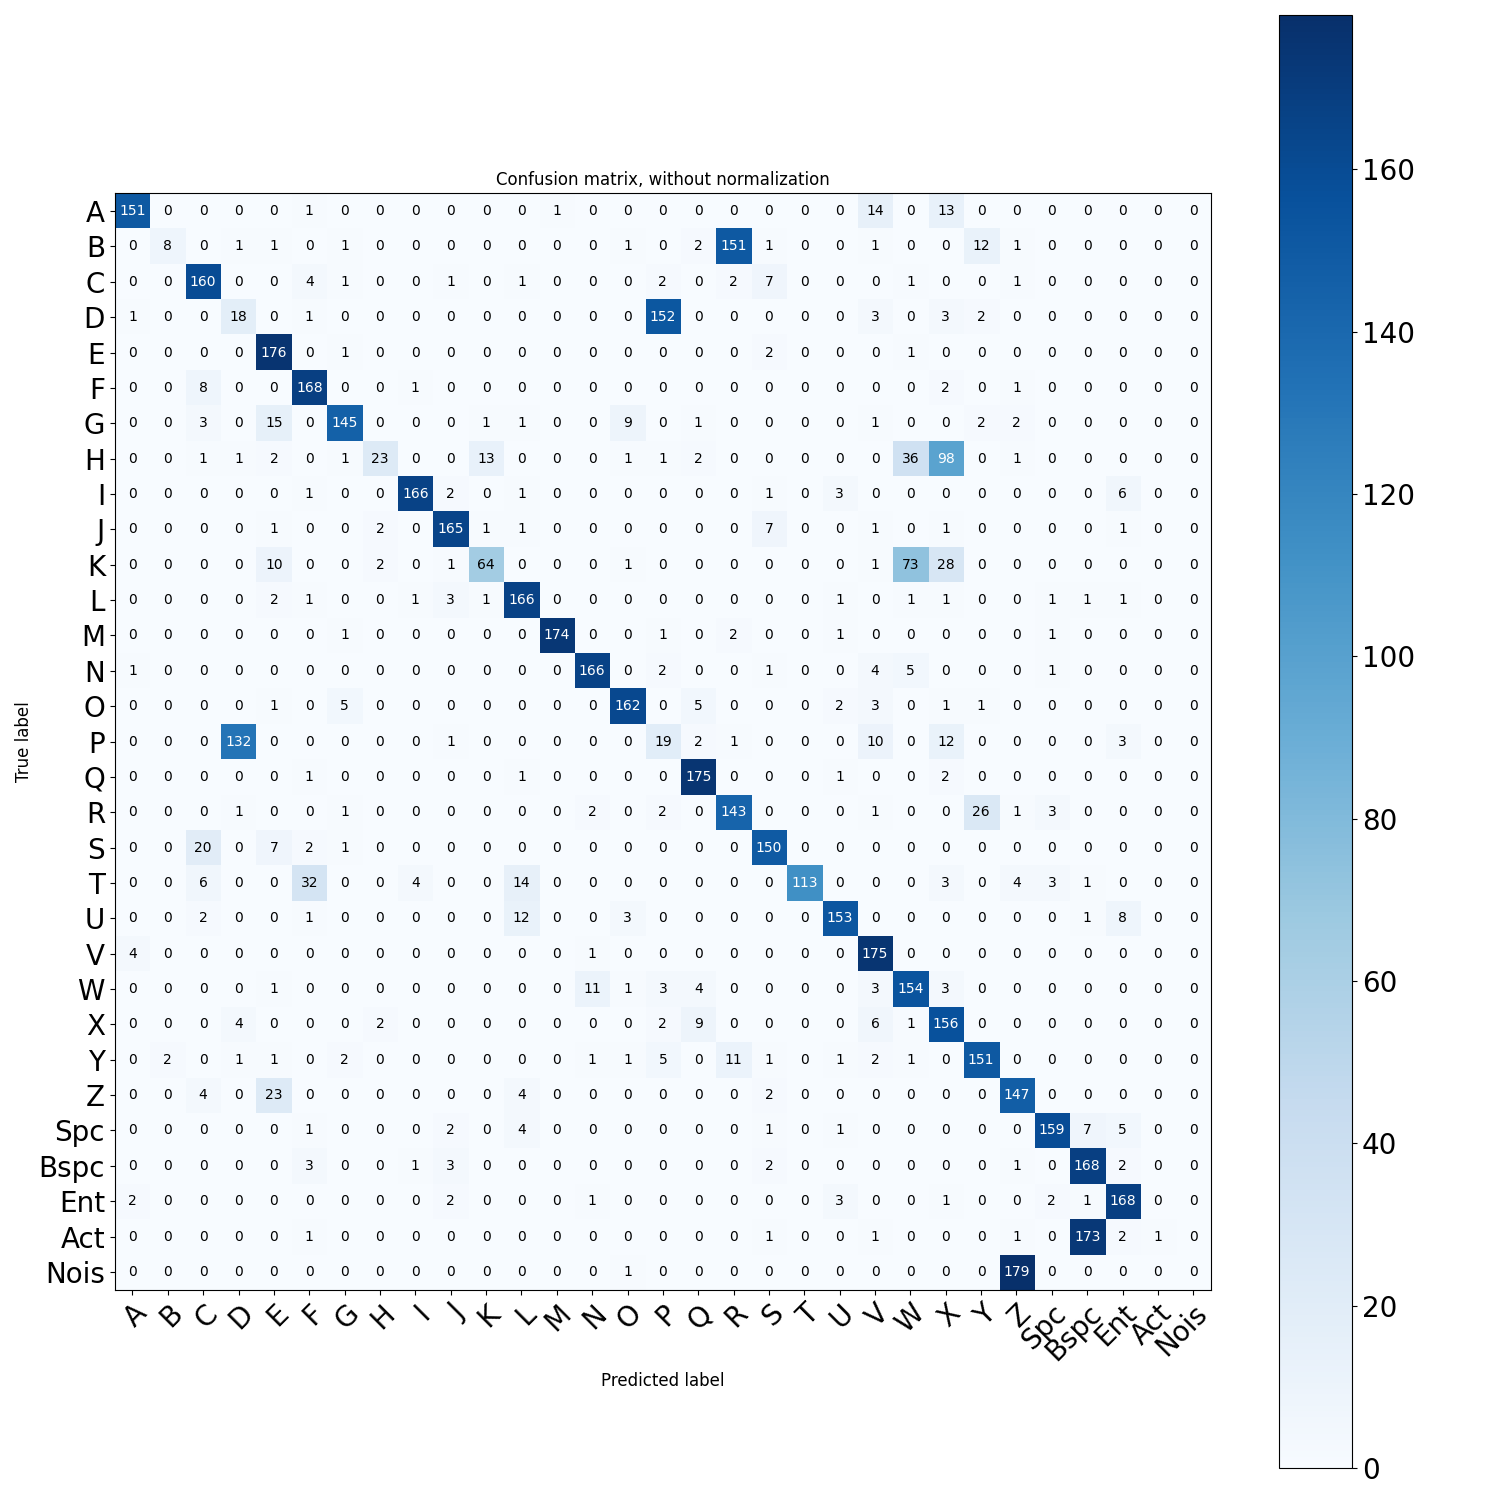 Confusion matrix, without normalization
A 151 0 0 0 0 1 0 0 0 0 0 0 1 0 0 0 0 0 0 0 0 14 0 13 0 0 0 0 0 0 0
B 0 8 0 1 1 0 1 0 0 0 0 0 0 0 1 0 2 151 1 0 0 1 0 0 12 1 0 0 0 0 0
C 0 0 160 0 0 4 1 0 0 1 0 1 0 0 0 2 0 2 7 0 0 0 1 0 0 1 0 0 0 0 0
D 1 0 0 18 0 1 0 0 0 0 0 0 0 0 0 152 0 0 0 0 0 3 0 3 2 0 0 0 0 0 0
E 0 0 0 0 176 0 1 0 0 0 0 0 0 0 0 0 0 0 2 0 0 0 1 0 0 0 0 0 0 0 0
F 0 0 8 0 0 168 0 0 1 0 0 0 0 0 0 0 0 0 0 0 0 0 0 2 0 1 0 0 0 0 0
G 0 0 3 0 15 0 145 0 0 0 1 1 0 0 9 0 1 0 0 0 0 1 0 0 2 2 0 0 0 0 0
H 0 0 1 1 2 0 1 23 0 0 13 0 0 0 1 1 2 0 0 0 0 0 36 98 0 1 0 0 0 0 0
I 0 0 0 0 0 1 0 0 166 2 0 1 0 0 0 0 0 0 1 0 3 0 0 0 0 0 0 0 6 0 0
J 0 0 0 0 1 0 0 2 0 165 1 1 0 0 0 0 0 0 7 0 0 1 0 1 0 0 0 0 1 0 0
K 0 0 0 0 10 0 0 2 0 1 64 0 0 0 1 0 0 0 0 0 0 1 73 28 0 0 0 0 0 0 0
L 0 0 0 0 2 1 0 0 1 3 1 166 0 0 0 0 0 0 0 0 1 0 1 1 0 0 1 1 1 0 0
M 0 0 0 0 0 0 1 0 0 0 0 0 174 0 0 1 0 2 0 0 1 0 0 0 0 0 1 0 0 0 0
N 1 0 0 0 0 0 0 0 0 0 0 0 0 166 0 2 0 0 1 0 0 4 5 0 0 0 1 0 0 0 0
O 0 0 0 0 1 0 5 0 0 0 0 0 0 0 162 0 5 0 0 0 2 3 0 1 1 0 0 0 0 0 0
P 0 0 0 132 0 0 0 0 0 1 0 0 0 0 0 19 2 1 0 0 0 10 0 12 0 0 0 0 3 0 0
Q 0 0 0 0 0 1 0 0 0 0 0 1 0 0 0 0 175 0 0 0 1 0 0 2 0 0 0 0 0 0 0
R 0 0 0 1 0 0 1 0 0 0 0 0 0 2 0 2 0 143 0 0 0 1 0 0 26 1 3 0 0 0 0
S 0 0 20 0 7 2 1 0 0 0 0 0 0 0 0 0 0 0 150 0 0 0 0 0 0 0 0 0 0 0 0
T 0 0 6 0 0 32 0 0 4 0 0 14 0 0 0 0 0 0 0 113 0 0 0 3 0 4 3 1 0 0 0
U 0 0 2 0 0 1 0 0 0 0 0 12 0 0 3 0 0 0 0 0 153 0 0 0 0 0 0 1 8 0 0
V 4 0 0 0 0 0 0 0 0 0 0 0 0 1 0 0 0 0 0 0 0 175 0 0 0 0 0 0 0 0 0
W 0 0 0 0 1 0 0 0 0 0 0 0 0 11 1 3 4 0 0 0 0 3 154 3 0 0 0 0 0 0 0
X 0 0 0 4 0 0 0 2 0 0 0 0 0 0 0 2 9 0 0 0 0 6 1 156 0 0 0 0 0 0 0
Y 0 2 0 1 1 0 2 0 0 0 0 0 0 1 1 5 0 11 1 0 1 2 1 0 151 0 0 0 0 0 0
Z 0 0 4 0 23 0 0 0 0 0 0 4 0 0 0 0 0 0 2 0 0 0 0 0 0 147 0 0 0 0 0
Spc 0 0 0 0 0 1 0 0 0 2 0 4 0 0 0 0 0 0 1 0 1 0 0 0 0 0 159 7 5 0 0
Bspc 0 0 0 0 0 3 0 0 1 3 0 0 0 0 0 0 0 0 2 0 0 0 0 0 0 1 0 168 2 0 0
Ent 2 0 0 0 0 0 0 0 0 2 0 0 0 1 0 0 0 0 0 0 3 0 0 1 0 0 2 1 168 0 0
Act 0 0 0 0 0 1 0 0 0 0 0 0 0 0 0 0 0 0 1 0 0 1 0 0 0 1 0 173 2 1 0
Nois 0 0 0 0 0 0 0 0 0 0 0 0 0 0 1 0 0 0 0 0 0 0 0 0 0 179 0 0 0 0 0
A B C D E F G H I J K L M N O P Q R S T U V W X Y Z Spc Bspc Ent Act Nois
True label
Predicted label
160
140
120
100
80
60
40
20
0